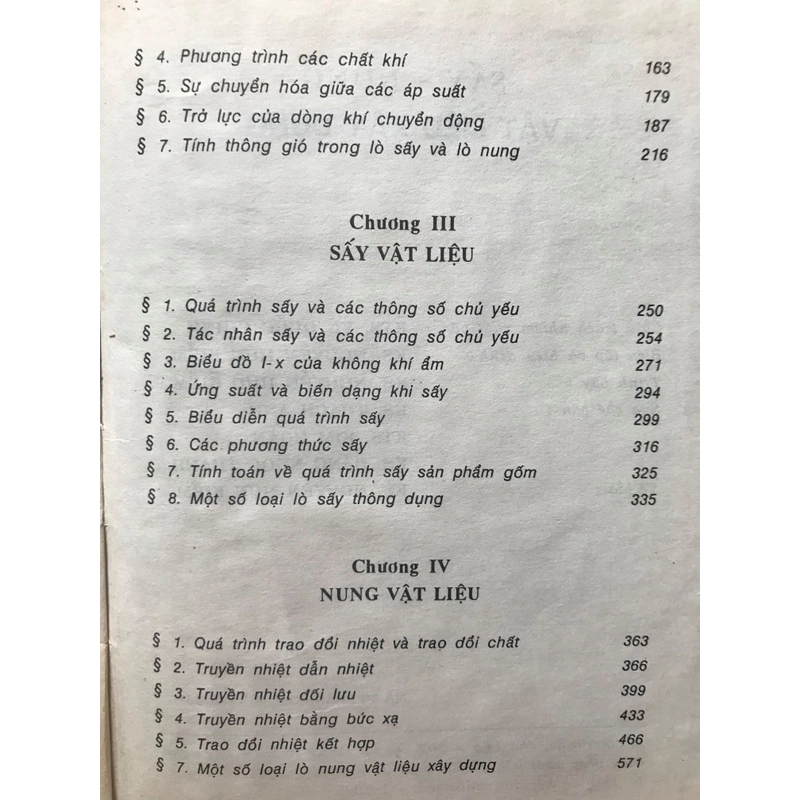 § 4. Phương trình các chất khí 163
§ 5. Sự chuyển hóa giữa các áp suất 179
§ 6. Trở lực của dòng khí chuyển động 187
§ 7. Tính thông gió trong lò sấy và lò nung 216
Chương III
SẤY VẬT LIỆU
§ 1. Quá trình sấy và các thông số chủ yếu 250
§ 2. Tác nhân sấy và các thông số chủ yếu 254
§ 3. Biểu đồ I-x của không khí ẩm 271
§ 4. Ứng suất và biến dạng khi sấy 294
§ 5. Biểu diễn quá trình sấy 299
§ 6. Các phương thức sấy 316
§ 7. Tính toán về quá trình sấy sản phẩm gốm 325
§ 8. Một số loại lò sấy thông dụng 335
Chương IV
NUNG VẬT LIỆU
§ 1. Quá trình trao đổi nhiệt và trao đổi chất 363
§ 2. Truyền nhiệt dẫn nhiệt 366
§ 3. Truyền nhiệt đối lưu 399
§ 4. Truyền nhiệt bằng bức xạ 433
§ 5. Trao đổi nhiệt kết hợp 466
§ 7. Một số loại lò nung vật liệu xây dựng 571